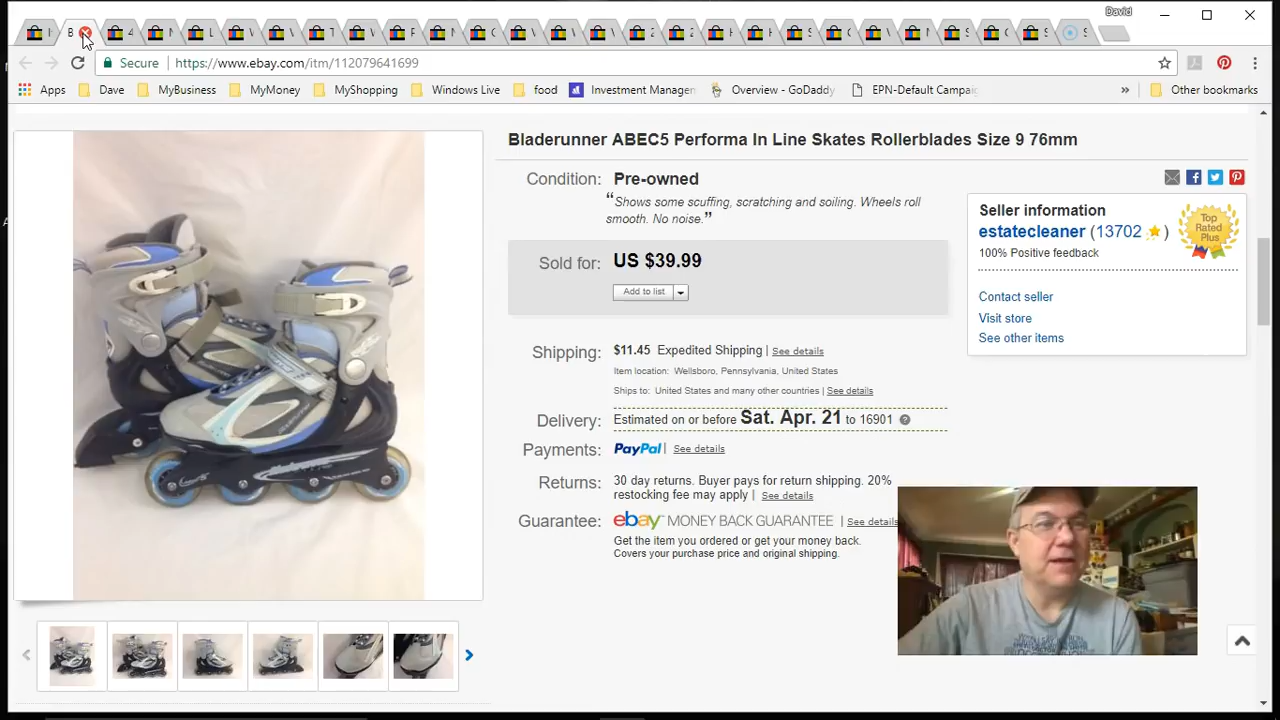 David
B
Secure https://www.ebay.com/itm/112079641699
Apps Dave MyBusiness MyMoney MyShopping Windows Live food Investment Manager Overview - GoDaddy EPN-Default Campai » Other bookmarks
Bladerunner ABEC5 Performa In Line Skates Rollerblades Size 9 76mm
Condition: Pre-owned
“Shows some scuffing, scratching and soiling. Wheels roll
smooth. No noise.”
Sold for: US $39.99
Add to list
Shipping: $11.45 Expedited Shipping | See details
Item location: Wellsboro, Pennsylvania, United States
Ships to: United States and many other countries | See details
Delivery: Estimated on or before Sat. Apr. 21 to 16901
Payments: PayPal | See details
Returns: 30 day returns. Buyer pays for return shipping. 20%
restocking fee may apply | See details
Guarantee: ebay MONEY BACK GUARANTEE | See details
Get the item you ordered or get your money back.
Covers your purchase price and original shipping.
Seller information
estatecleaner (13702 )
100% Positive feedback
Top
Rated
Plus
Contact seller
Visit store
See other items